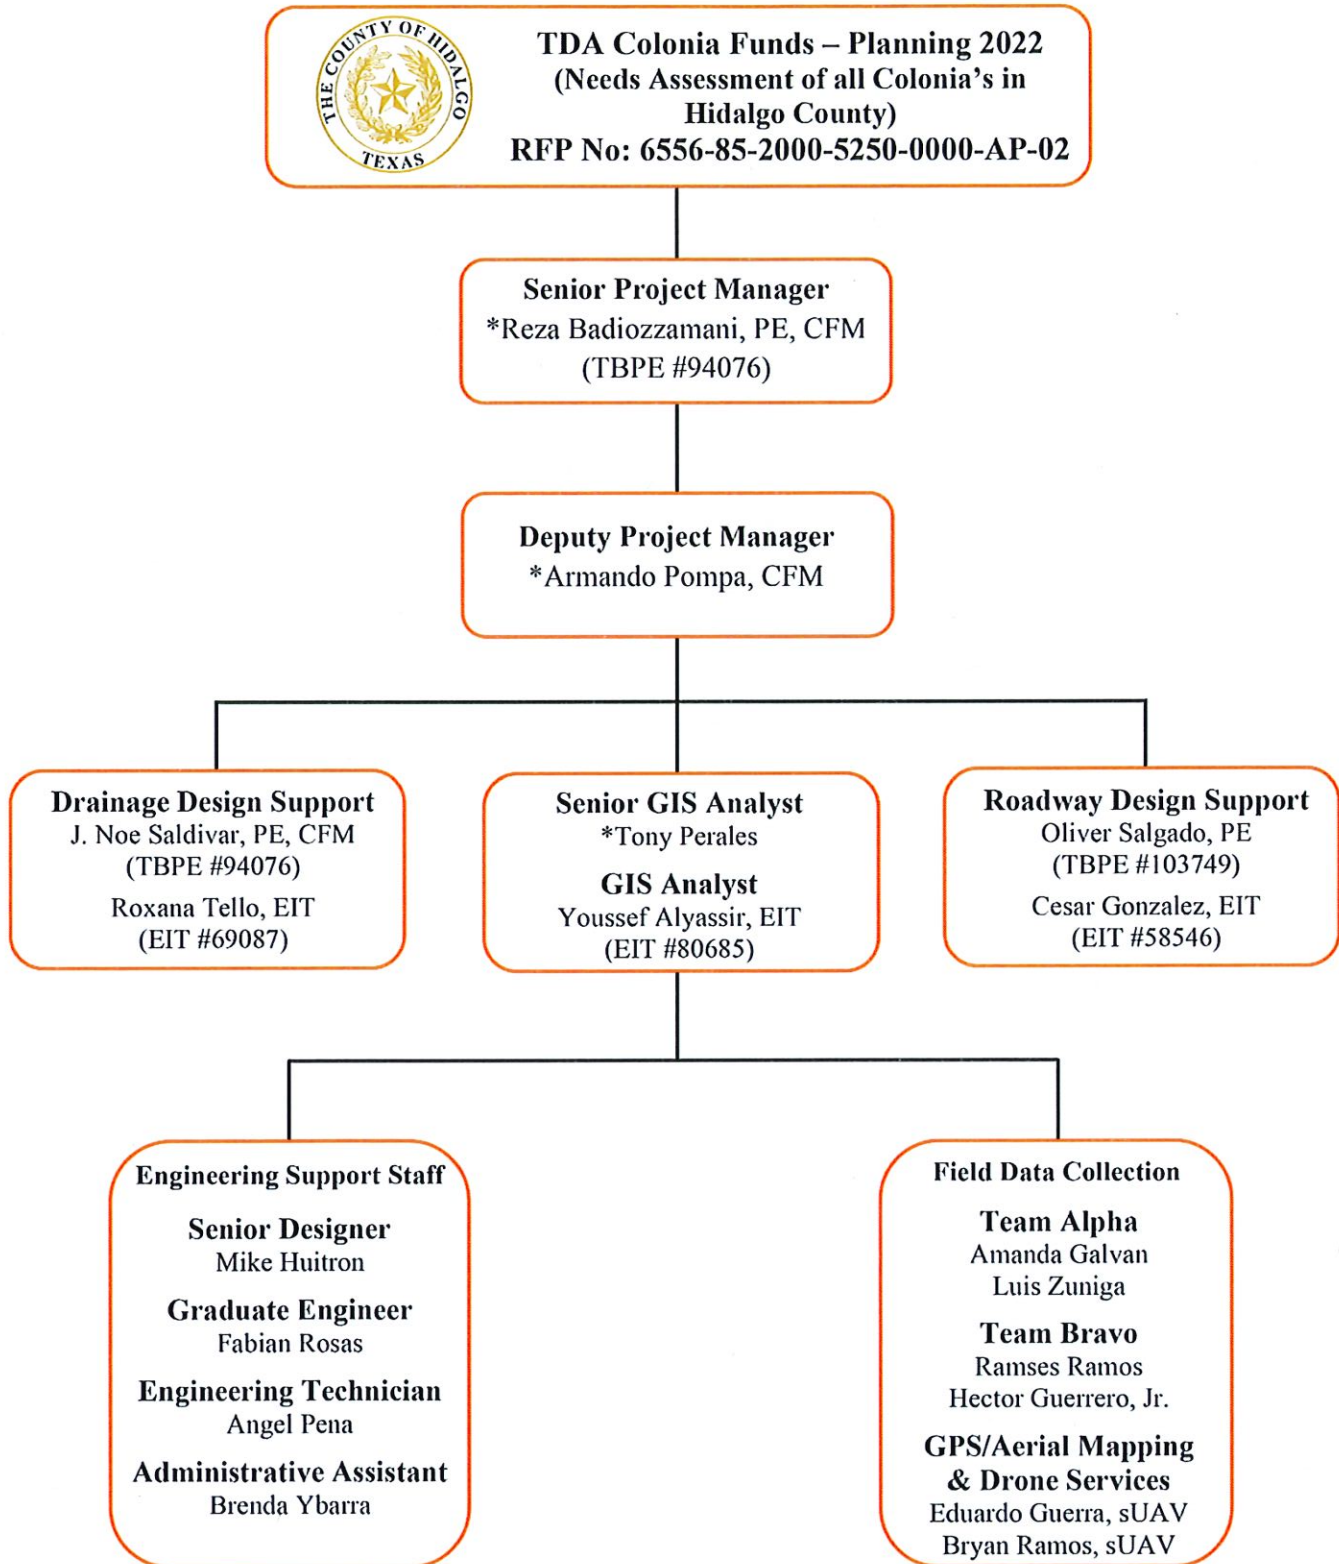 THE COUNTY OF HIDALGO
TEXAS
TDA Colonia Funds – Planning 2022
(Needs Assessment of all Colonia's in
Hidalgo County)
RFP No: 6556-85-2000-5250-0000-AP-02
Senior Project Manager
*Reza Badiozzamani, PE, CFM
(TBPE #94076)
Deputy Project Manager
*Armando Pompa, CFM
Drainage Design Support
J. Noe Saldivar, PE, CFM
(TBPE #94076)
Roxana Tello, EIT
(EIT #69087)
Senior GIS Analyst
*Tony Perales
GIS Analyst
Youssef Alyassir, EIT
(EIT #80685)
Roadway Design Support
Oliver Salgado, PE
(TBPE #103749)
Cesar Gonzalez, EIT
(EIT #58546)
Engineering Support Staff
Senior Designer
Mike Huitron
Graduate Engineer
Fabian Rosas
Engineering Technician
Angel Pena
Administrative Assistant
Brenda Ybarra
Field Data Collection
Team Alpha
Amanda Galvan
Luis Zuniga
Team Bravo
Ramses Ramos
Hector Guerrero, Jr.
GPS/Aerial Mapping
& Drone Services
Eduardo Guerra, sUAV
Bryan Ramos, sUAV